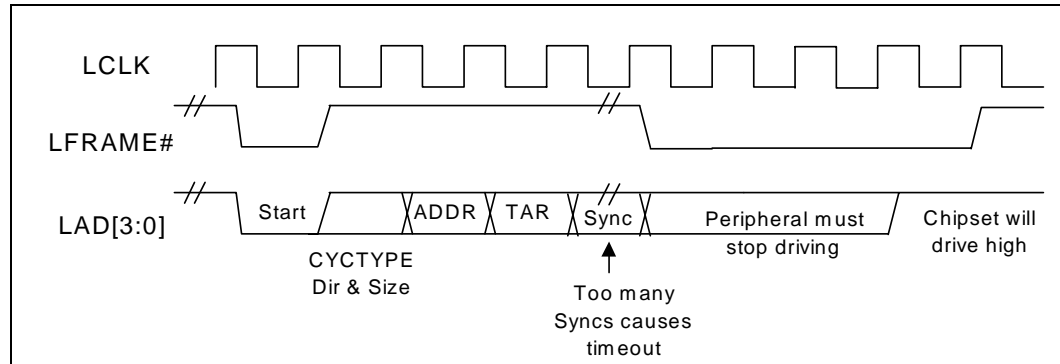 LCLK
LFRAME#
LAD[3:0]
Start
ADDR
TAR
Sync
Peripheral must
stop driving
Chipset will
drive high
CYCTYPE
Dir & Size
Too many
Syncs causes
timeout